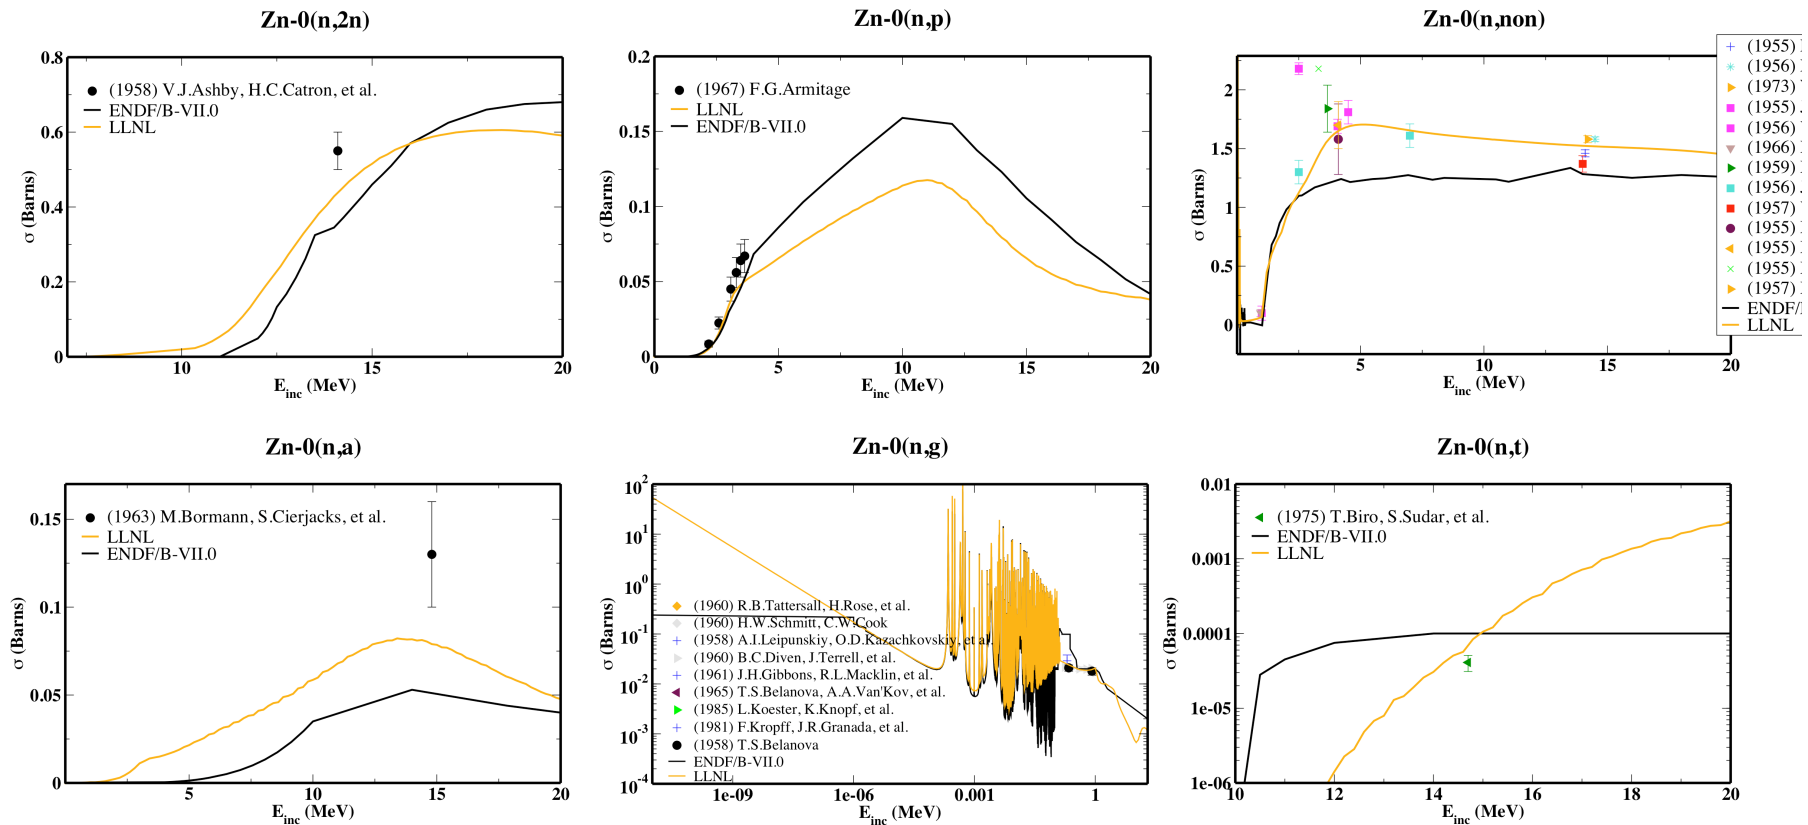 Zn-0(n,2n)
0.8
0.6
0.4
0.2
0
σ (Barns)
(1958) V.J.Ashby, H.C.Catron, et al.
ENDF/B-VII.0
LLNL
10
15
20
E_inc (MeV)
Zn-0(n,p)
0.2
0.15
0.1
0.05
0
σ (Barns)
(1967) F.G.Armitage
LLNL
ENDF/B-VII.0
0
5
10
15
20
E_inc (MeV)
Zn-0(n,non)
2
1.5
1
0.5
0
σ (Barns)
(1955)
(1956)
(1973)
(1955)
(1956)
(1966)
(1959)
(1956)
(1957)
(1955)
(1955)
(1955)
(1957)
ENDF/
LLNL
5
10
15
20
E_inc (MeV)
Zn-0(n,a)
0.15
0.1
0.05
0
σ (Barns)
(1963) M.Bormann, S.Cierjacks, et al.
LLNL
ENDF/B-VII.0
5
10
15
20
E_inc (MeV)
Zn-0(n,g)
10^2
10^1
10^0
10^-1
10^-2
10^-3
10^-4
σ (Barns)
(1960) R.B.Tattersall, H.Rose, et al.
(1960) H.W.Schmitt, C.W.Cook
(1958) A.I.Leipunskiy, O.D.Kazachkovskiy, et al.
(1960) B.C.Diven, J.Terrell, et al.
(1961) J.H.Gibbons, R.L.Macklin, et al.
(1965) T.S.Belanova, A.A.Van'Kov, et al.
(1985) L.Koester, K.Knopf, et al.
(1981) F.Kropff, J.R.Granada, et al.
(1958) T.S.Belanova
ENDF/B-VII.0
LLNL
1e-09
1e-06
0.001
1
E_inc (MeV)
Zn-0(n,t)
0.01
0.001
0.0001
1e-05
1e-06
σ (Barns)
(1975) T.Biro, S.Sudar, et al.
ENDF/B-VII.0
LLNL
10
12
14
16
18
20
E_inc (MeV)